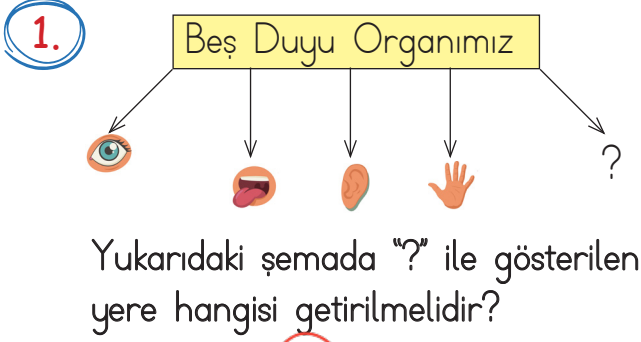 1.
Beş Duyu Organımız
?
Yukarıdaki şemada "?" ile gösterilen
yere hangisi getirilmelidir?